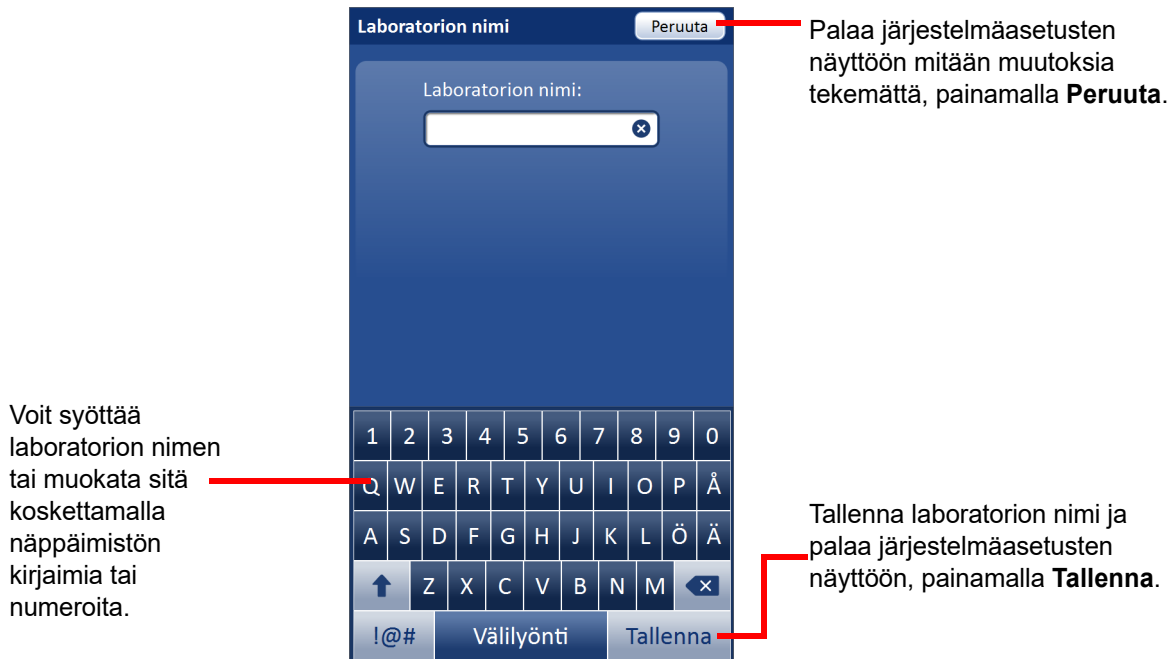 Laboratorion nimi
Peruuta
Laboratorion nimi:
Palaa järjestelmäasetusten
näyttöön mitään muutoksia
tekemättä, painamalla Peruuta.
Voit syöttää
laboratorion nimen
tai muokata sitä
koskettamalla
näppäimistön
kirjaimia tai
numeroita.
1 2 3 4 5 6 7 8 9 0
Q W E R T Y U I O P Å
A S D F G H J K L Ö Ä
Z X C V B N M
!@# Välilyönti Tallenna
Tallenna laboratorion nimi ja
palaa järjestelmäasetusten
näyttöön, painamalla Tallenna.